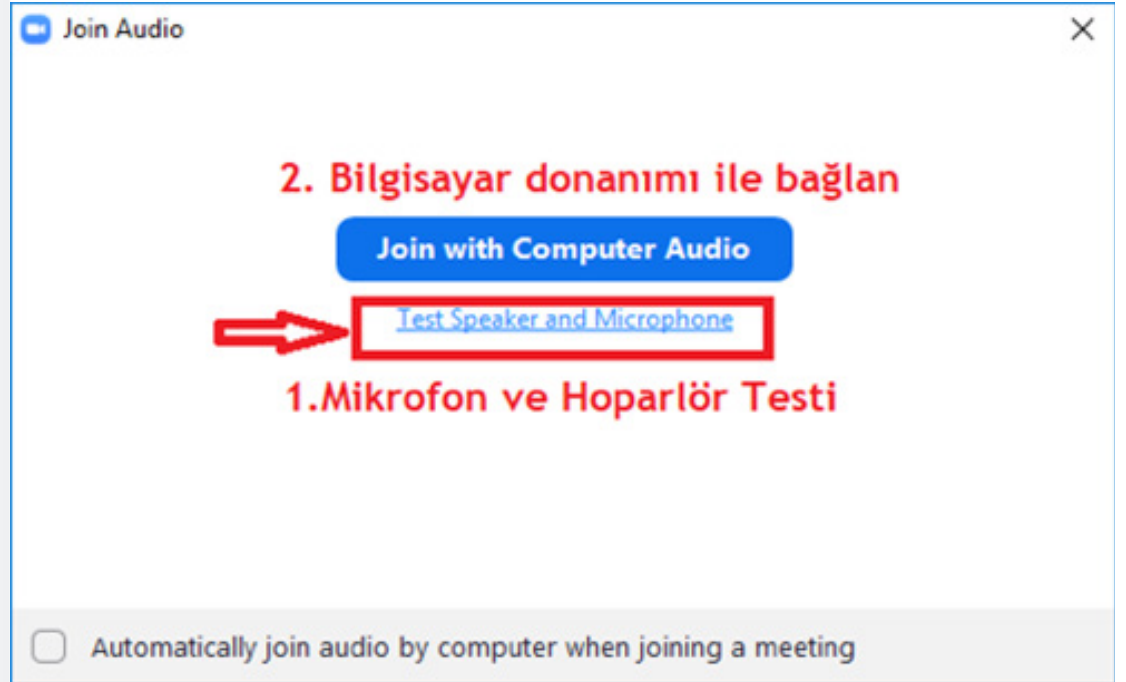 Join Audio
2. Bilgisayar donanımı ile bağlan
Join with Computer Audio
Test Speaker and Microphone
1.Mikrofon ve Hoparlör Testi
Automatically join audio by computer when joining a meeting